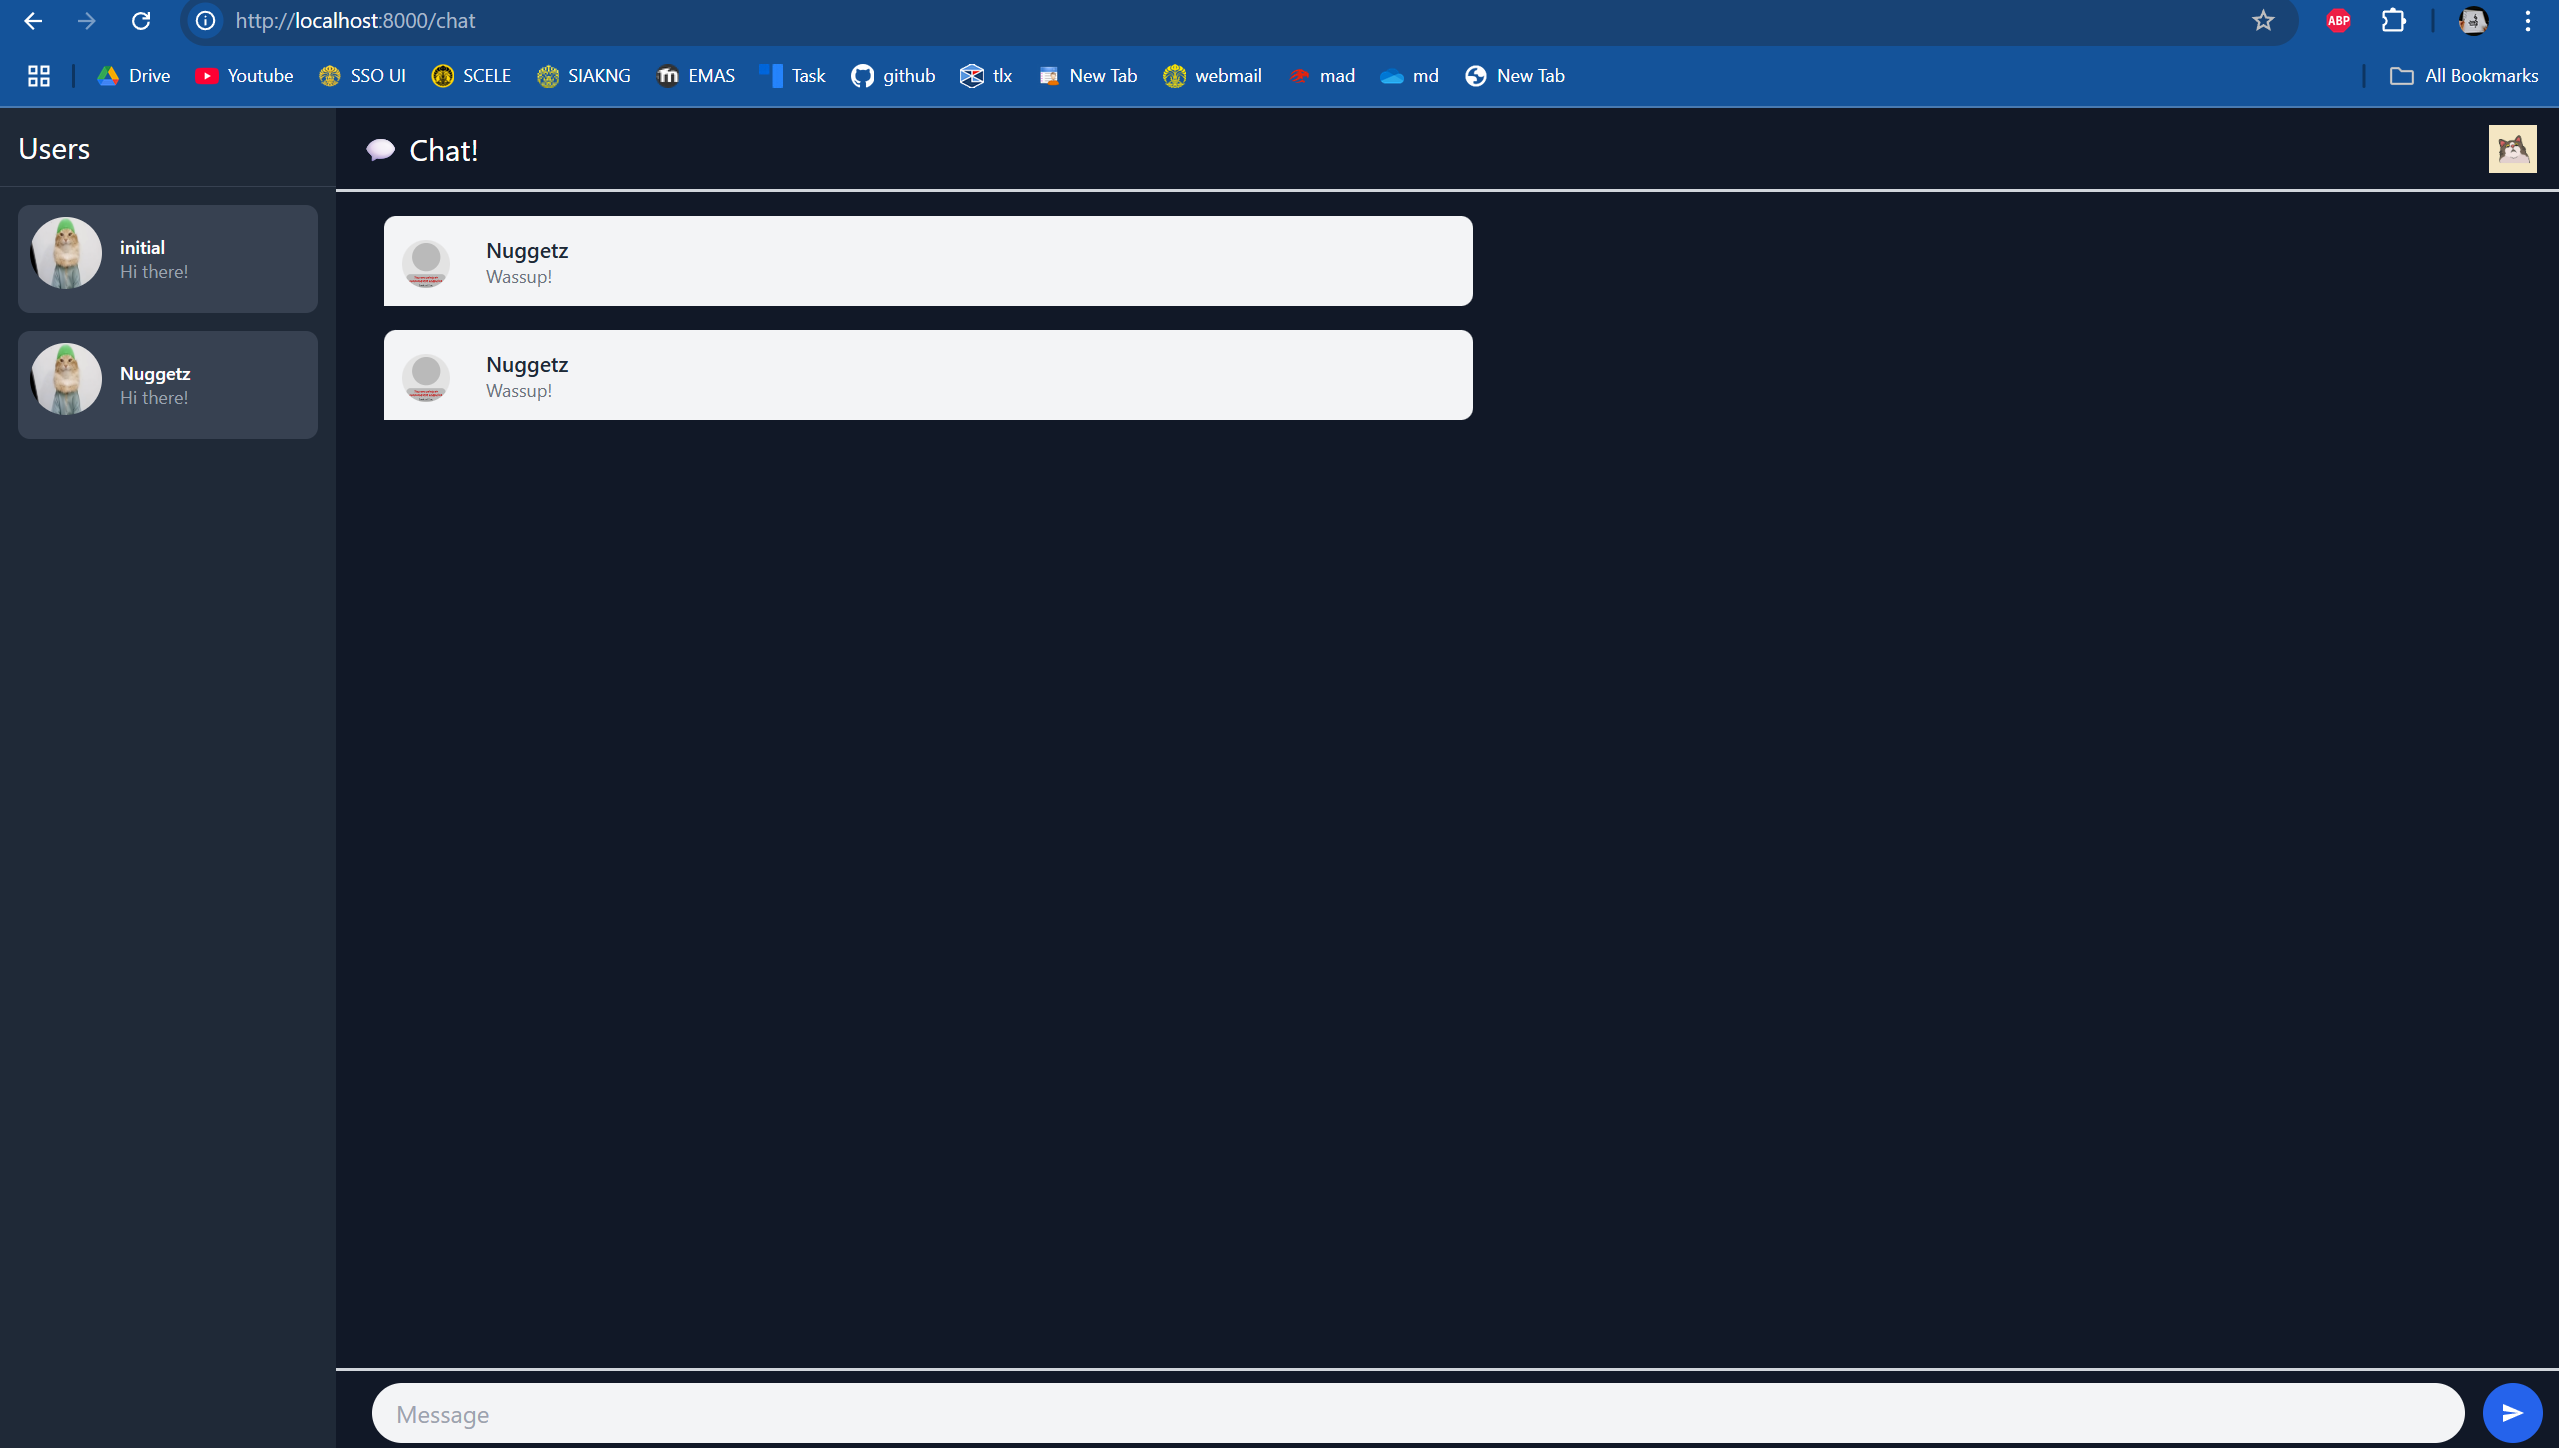 http://localhost:8000/chat
ABP
Drive Youtube SSO UI SCELE SIAKNG EMAS Task github tlx New Tab webmail mad md New Tab All Bookmarks
Users
💬 Chat!
initial
Hi there!
Nuggetz
Hi there!
Nuggetz
Wassup!
Nuggetz
Wassup!
Message